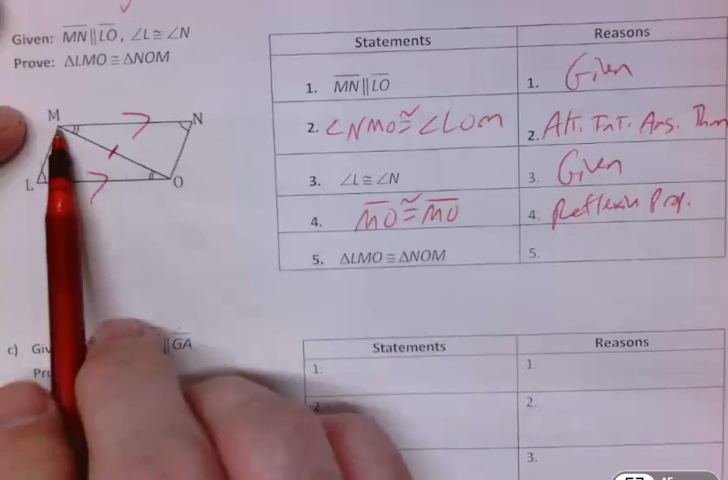 Given: MN ∥ LO, ∠L ≅ ∠N
Prove: ΔLMO ≅ ΔNOM
Statements
Reasons
1. MN ∥ LO
1. Given
2. ∠NMO ≅ ∠LOM
2. Alt. Int. Ans. Thm
3. ∠L ≅ ∠N
3. Given
4. MO ≅ MO
4. Reflexive Prop.
5. ΔLMO ≅ ΔNOM
5.
M
N
L
O
c) Giv
∥ GA
Statements
Reasons
1.
1.
2.
2.
3.